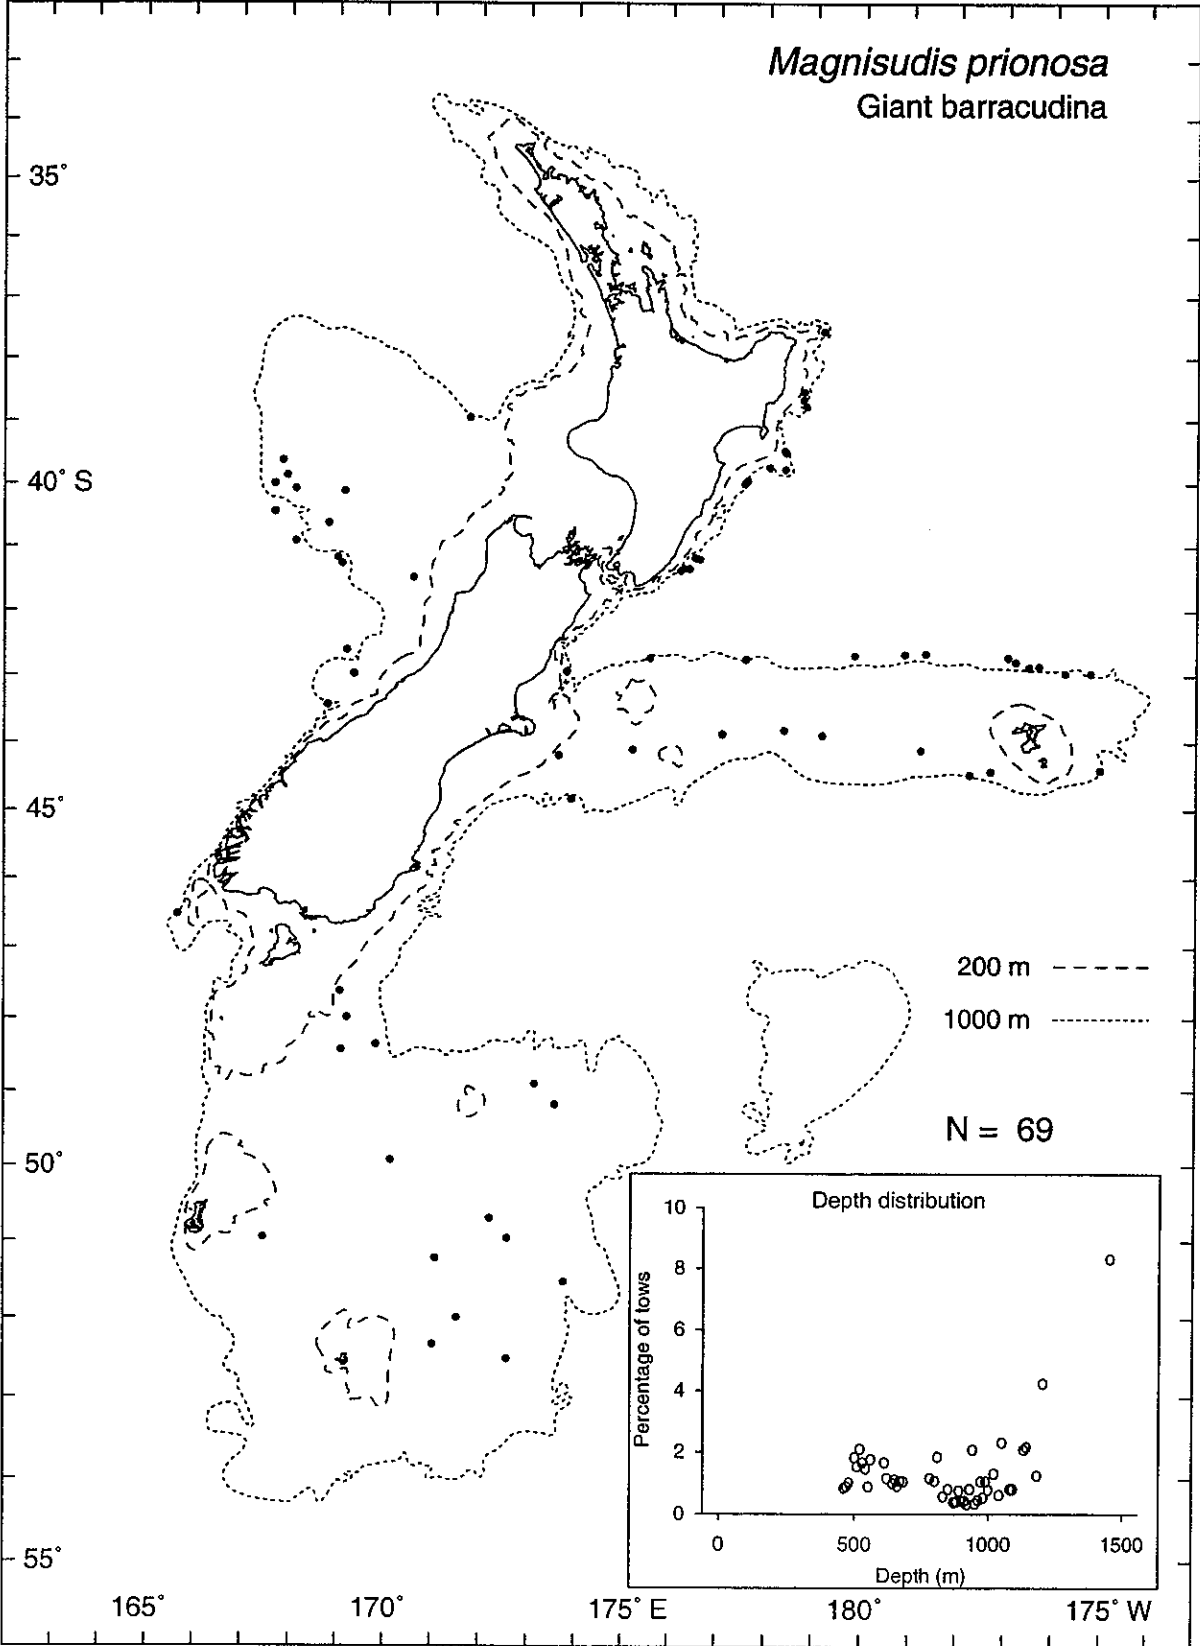 Magnisudis prionosa
Giant barracudina
35°
40° S
45°
50°
55°
200 m
1000 m
N = 69
Depth distribution
Percentage of tows
10
8
6
4
2
0
0 500 1000 1500
Depth (m)
165° 170° 175° E 180° 175° W